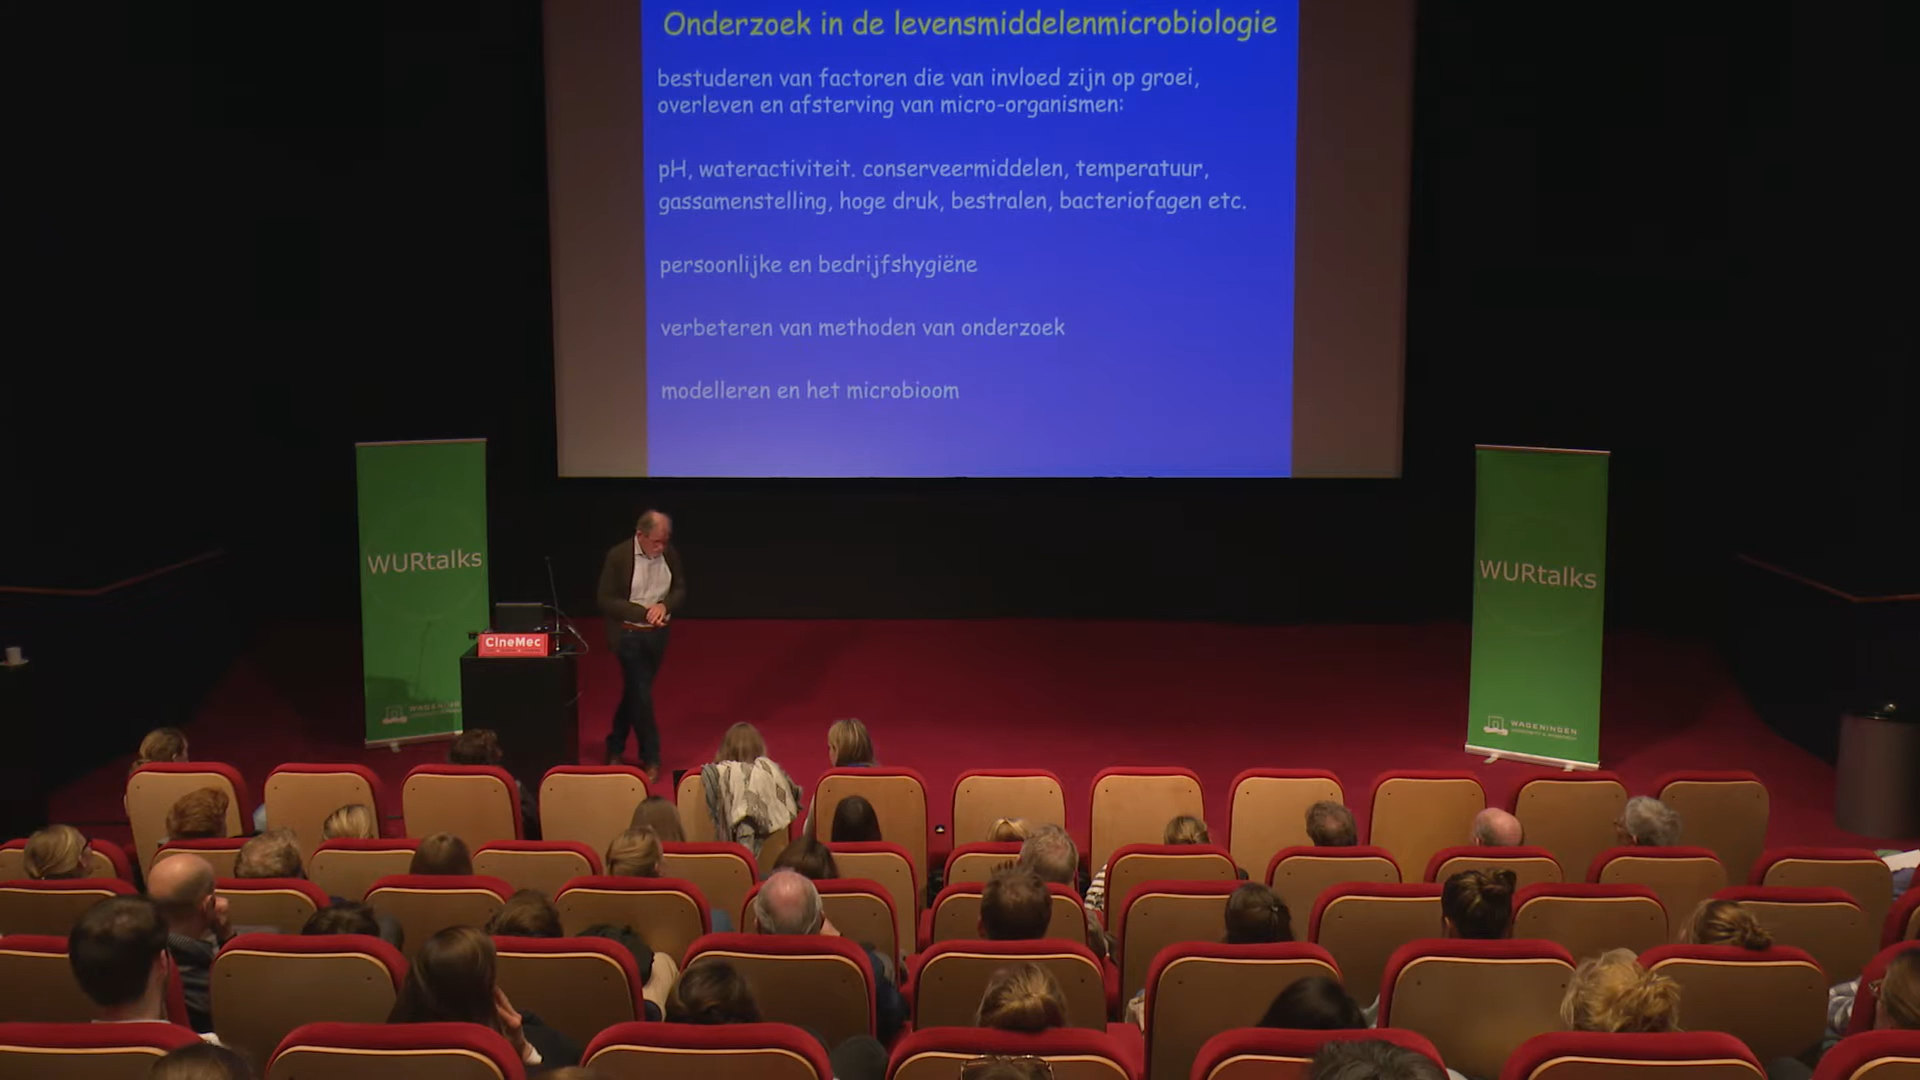 Onderzoek in de levensmiddelenmicrobiologie
bestuderen van factoren die van invloed zijn op groei,
overleven en afsterving van micro-organismen:
pH, wateractiviteit. conserveermiddelen, temperatuur,
gassamenstelling, hoge druk, bestralen, bacteriofagen etc.
persoonlijke en bedrijfshygiëne
verbeteren van methoden van onderzoek
modelleren en het microbioom
WURtalks
CineMec
WURtalks
WAGENINGEN